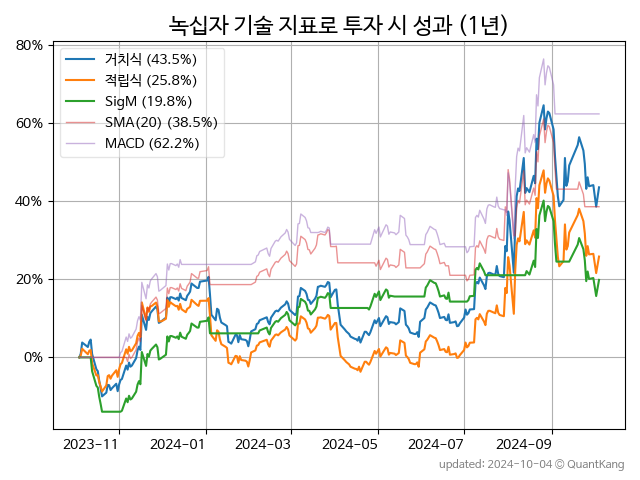 녹십자 기술 지표로 투자 시 성과 (1년)
거치식 (43.5%)
적립식 (25.8%)
SigM (19.8%)
SMA(20) (38.5%)
MACD (62.2%)
80%
60%
40%
20%
0%
2023-11 2024-01 2024-03 2024-05 2024-07 2024-09
updated: 2024-10-04 © QuantKang